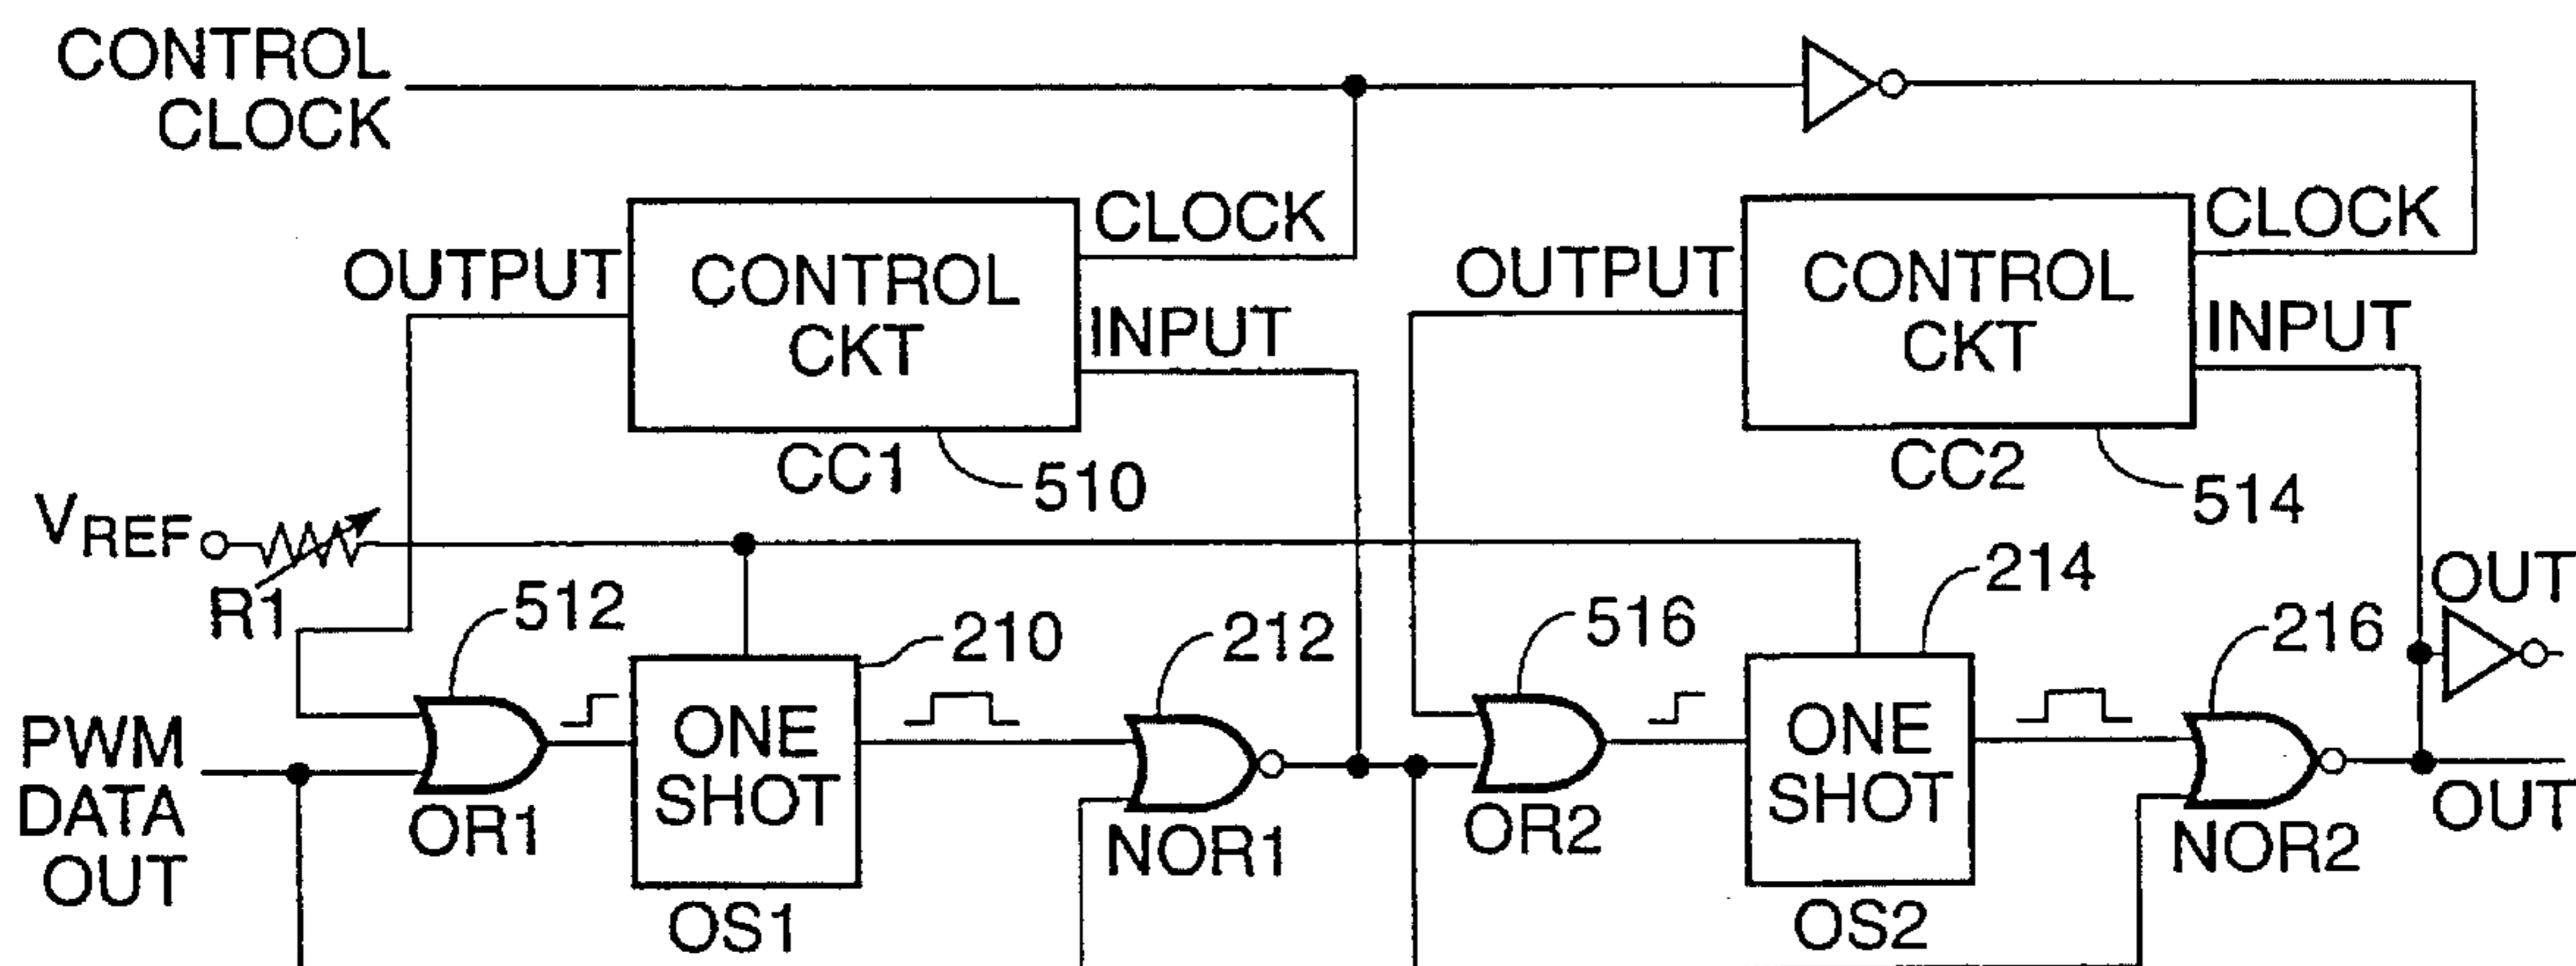 CONTROL
CLOCK
CLOCK
CLOCK
OUTPUT
CONTROL
CKT
INPUT
OUTPUT
CONTROL
CKT
INPUT
CC1
510
CC2
514
VREF
R1
512
210
212
516
214
216
OUT
PWM
DATA
OUT
OR1
ONE
SHOT
OS1
NOR1
OR2
ONE
SHOT
OS2
NOR2
OUT